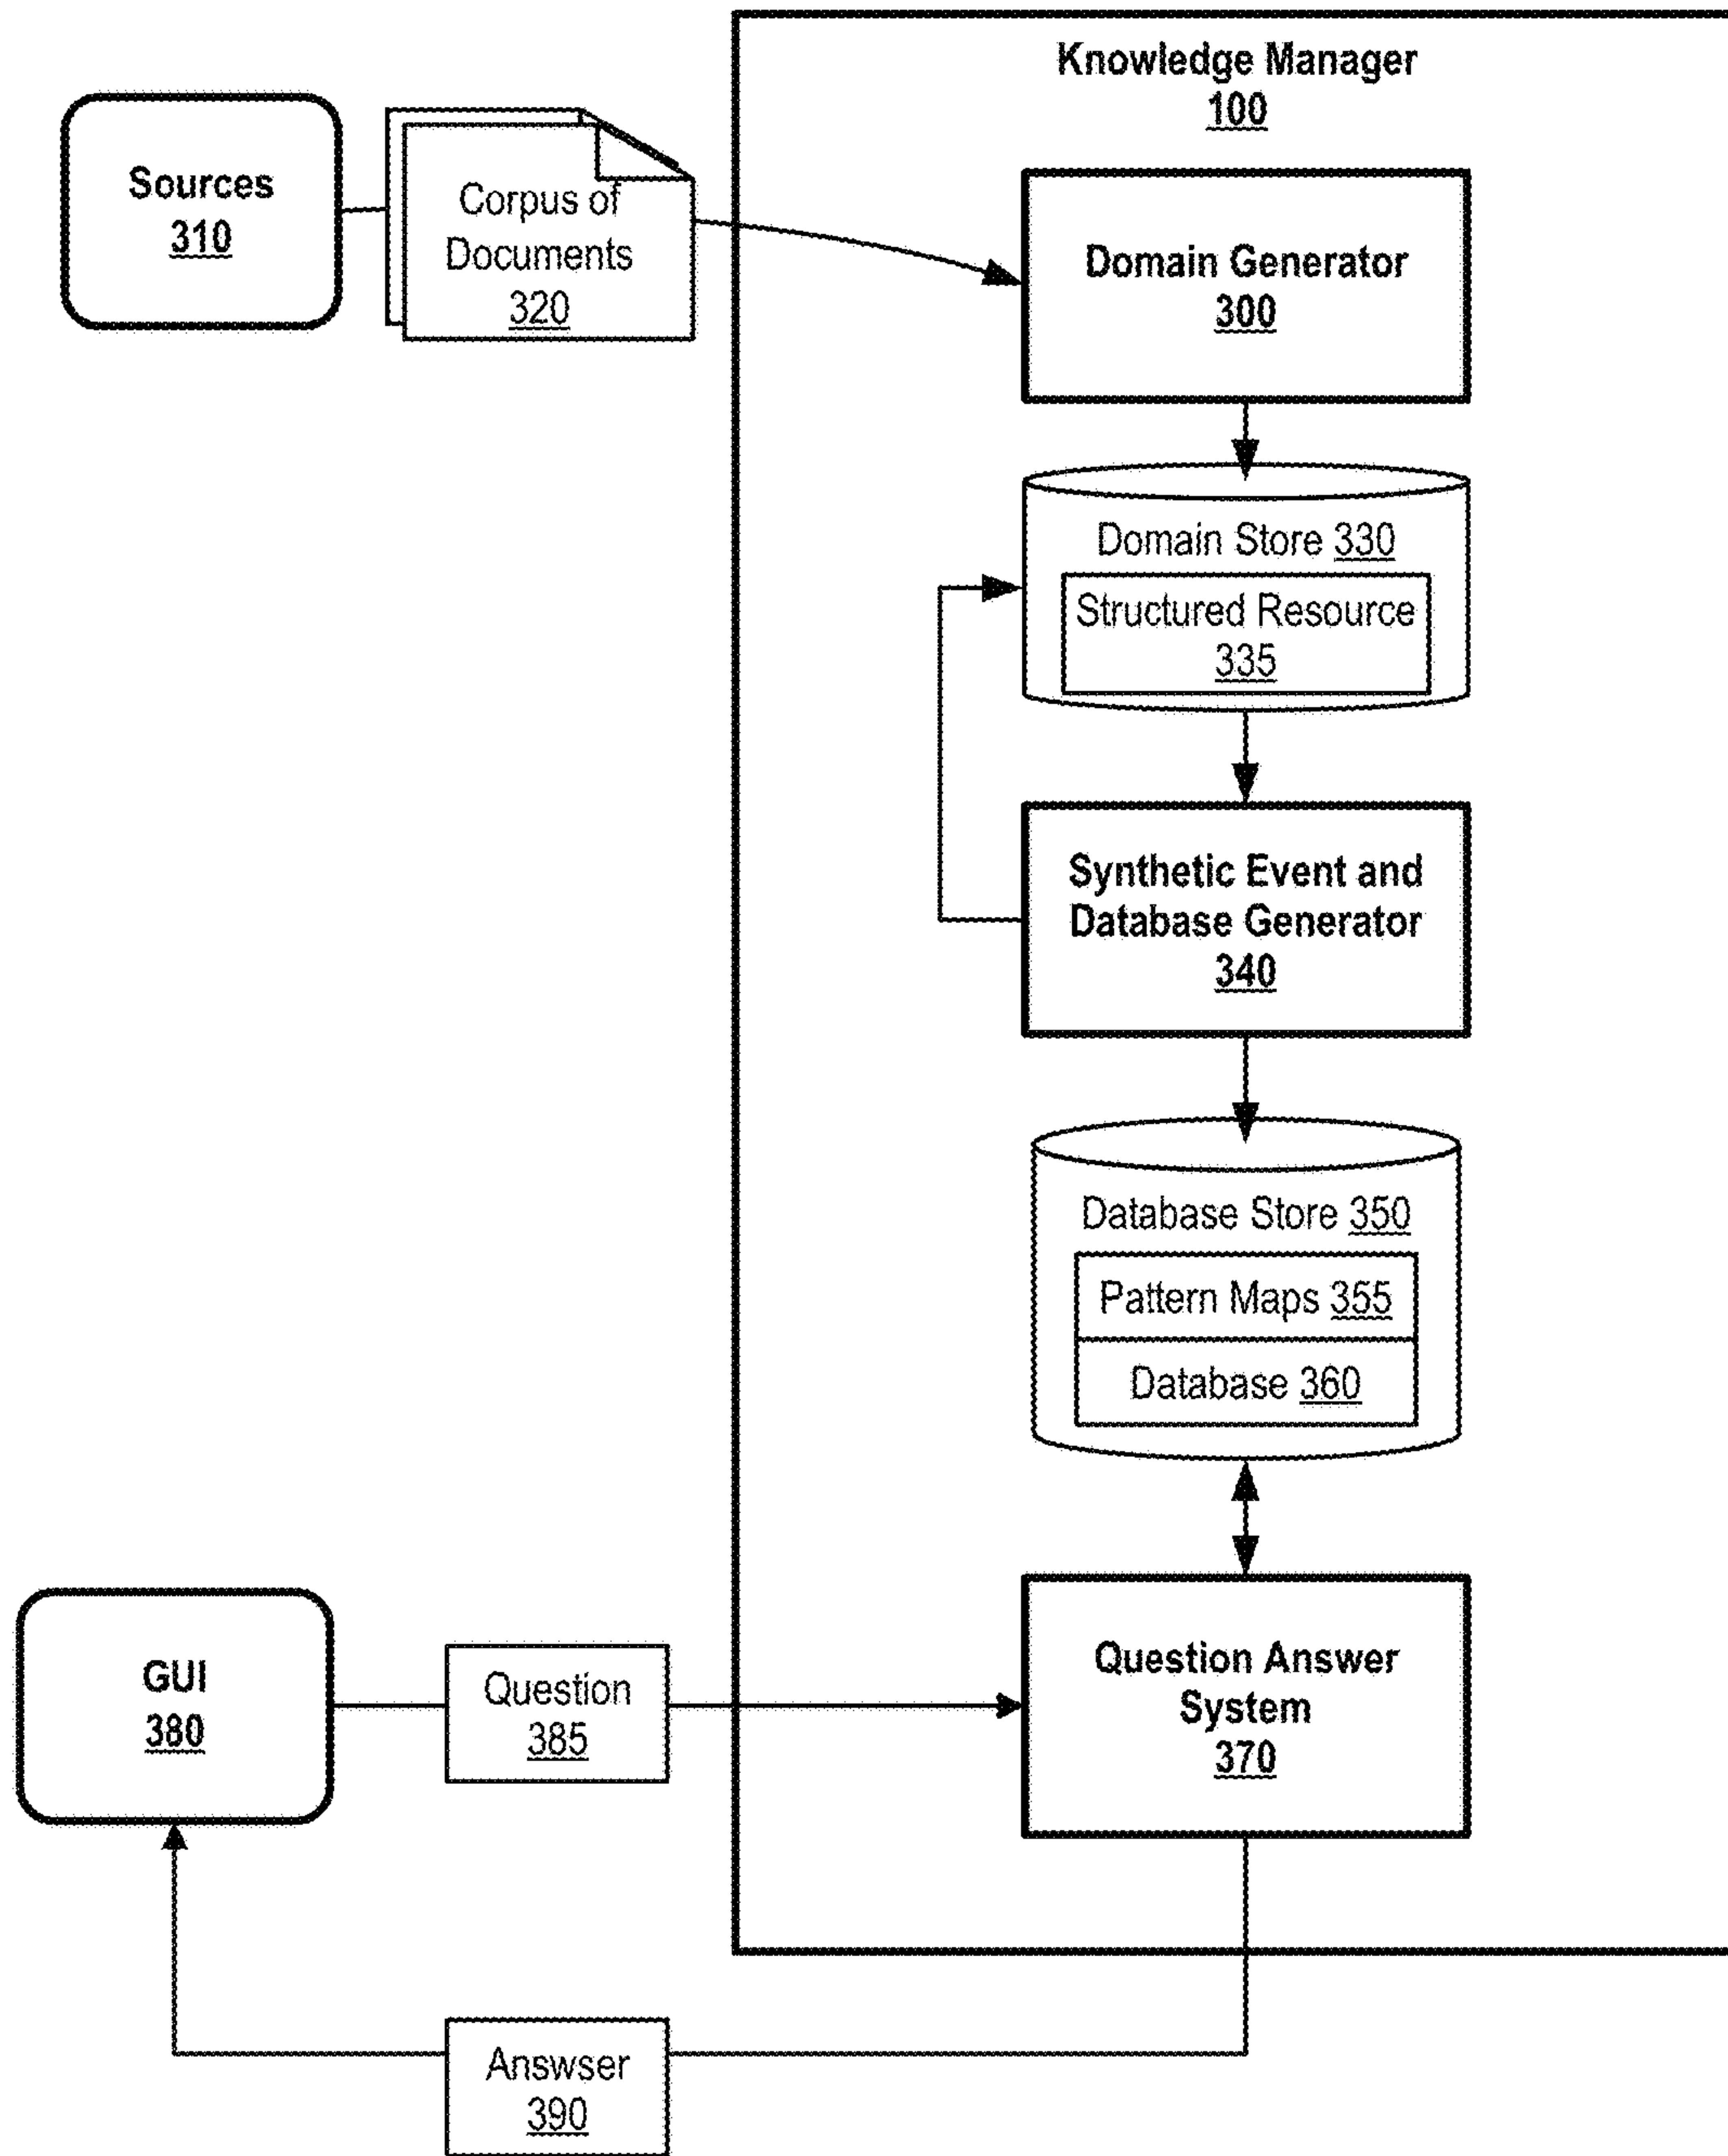 Knowledge Manager
100
Sources
310
Corpus of
Documents
320
Domain Generator
300
Domain Store 330
Structured Resource
335
Synthetic Event and
Database Generator
340
Database Store 350
Pattern Maps 355
Database 360
GUI
380
Question
385
Question Answer
System
370
Answser
390